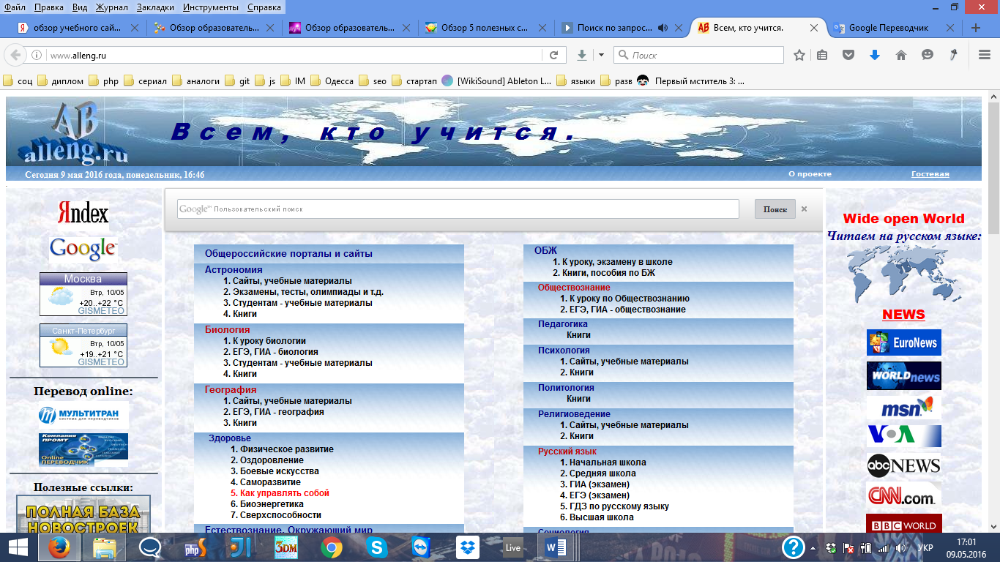 Файл Правка Вид Журнал Закладки Инструменты Справка
обзор учебного сай...
Обзор образователь...
Обзор образователь...
Обзор 5 полезных с...
Поиск по запрос...
Всем, кто учится.
Google Переводчик
www.alleng.ru
Поиск
соц диплом php сериал аналоги git js IM Одесса seo стартап [WikiSound] Ableton L... языки разв Первый мститель 3: ...
АВ
alleng.ru
Всем, кто учится.
Сегодня 9 мая 2016 года, понедельник, 16:46
О проекте
Гостевая
Яndex
Google
Москва
Втр, 10/05
+20..+22 °C
GISMETEO
Санкт-Петербург
Втр, 10/05
+19..+21 °C
GISMETEO
Перевод online:
МУЛЬТИТРАН
система для переводчиков
Компания
ПРОМТ
Online
ПЕРЕВОДЧИК
Полезные ссылки:
ПОЛНАЯ БАЗА
НОВОСТРОЕК
Google™ Пользовательский поиск
Поиск
Общероссийские порталы и сайты
Астрономия
1. Сайты, учебные материалы
2. Экзамены, тесты, олимпиады и т.д.
3. Студентам - учебные материалы
4. Книги
Биология
1. К уроку биологии
2. ЕГЭ, ГИА - биология
3. Студентам - учебные материалы
4. Книги
География
1. Сайты, учебные материалы
2. ЕГЭ, ГИА - география
3. Книги
Здоровье
1. Физическое развитие
2. Оздоровление
3. Боевые искусства
4. Саморазвитие
5. Как управлять собой
6. Биоэнергетика
7. Сверхспособности
Естествознание. Окружающий мир
ОБЖ
1. К уроку, экзамену в школе
2. Книги, пособия по БЖ
Обществознание
1. К уроку по Обществознанию
2. ЕГЭ, ГИА - обществознание
Педагогика
Книги
Психология
1. Сайты, учебные материалы
2. Книги
Политология
Книги
Религиоведение
1. Сайты, учебные материалы
2. Книги
Русский язык
1. Начальная школа
2. Средняя школа
3. ГИА (экзамен)
4. ЕГЭ (экзамен)
5. ГДЗ по русскому языку
6. Высшая школа
Социология
Wide open World
Читаем на русском языке:
NEWS
EuroNews
WORLDnews
msn
VOA
abc NEWS
CNN.com
BBC WORLD
php
3DM
Live
УКР
17:01
09.05.2016